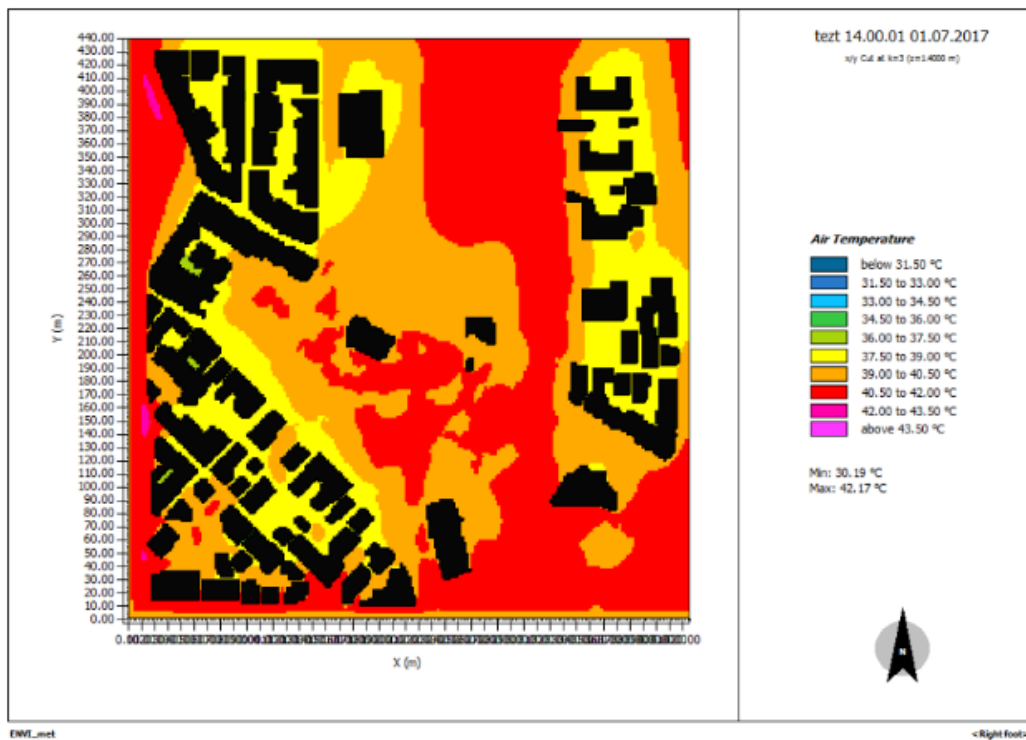 tezt 14.00.01 01.07.2017
x/y Cut at k=3 (z=1.4000 m)
440.00
430.00
420.00
410.00
400.00
390.00
380.00
370.00
360.00
350.00
340.00
330.00
320.00
310.00
300.00
290.00
280.00
270.00
260.00
250.00
240.00
230.00
220.00
210.00
200.00
190.00
180.00
170.00
160.00
150.00
140.00
130.00
120.00
110.00
100.00
90.00
80.00
70.00
60.00
50.00
40.00
30.00
20.00
10.00
0.00
Y (m)
X (m)
Air Temperature
below 31.50 °C
31.50 to 33.00 °C
33.00 to 34.50 °C
34.50 to 36.00 °C
36.00 to 37.50 °C
37.50 to 39.00 °C
39.00 to 40.50 °C
40.50 to 42.00 °C
42.00 to 43.50 °C
above 43.50 °C
Min: 30.19 °C
Max: 42.17 °C
N
ENVI_met
<Right foot>